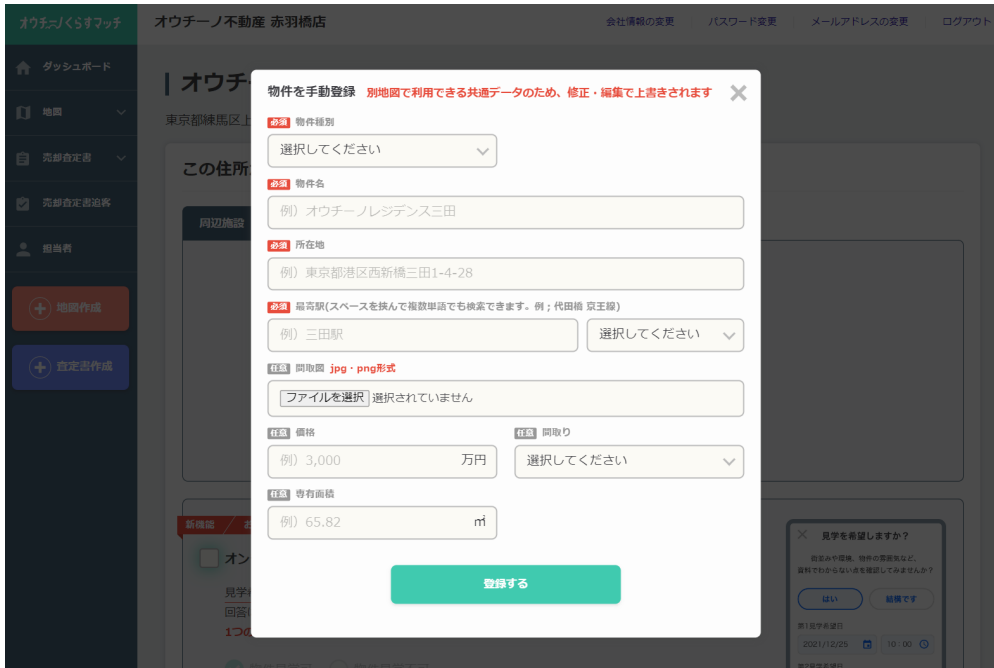 オウチーノくらすマッチ
オウチーノ不動産 赤羽橋店
会社情報の変更
パスワード変更
メールアドレスの変更
ログアウト
ダッシュボード
地図
売却査定書
売却査定書追客
担当者
地図作成
査定書作成
オウチー
東京都練馬区上
この住所
周辺施設
物件を手動登録 別地図で利用できる共通データのため、修正・編集で上書きされます
必須 物件種別
選択してください
必須 物件名
例）オウチーノレジデンス三田
必須 所在地
例）東京都港区西新橋三田1-4-28
必須 最寄駅(スペースを挟んで複数単語でも検索できます。例；代田橋 京王線)
例）三田駅
選択してください
任意 間取図 jpg・png形式
ファイルを選択 選択されていません
任意 価格
例）3,000 万円
任意 間取り
選択してください
任意 専有面積
例）65.82 ㎡
登録する
新機能
オン
見学
回答
1つの
見学を希望しますか？
街並みや環境、物件の雰囲気など、
資料でわからない点を確認してみませんか？
はい
結構です
第1見学希望日
2021/12/25
10:00
第2見学希望日